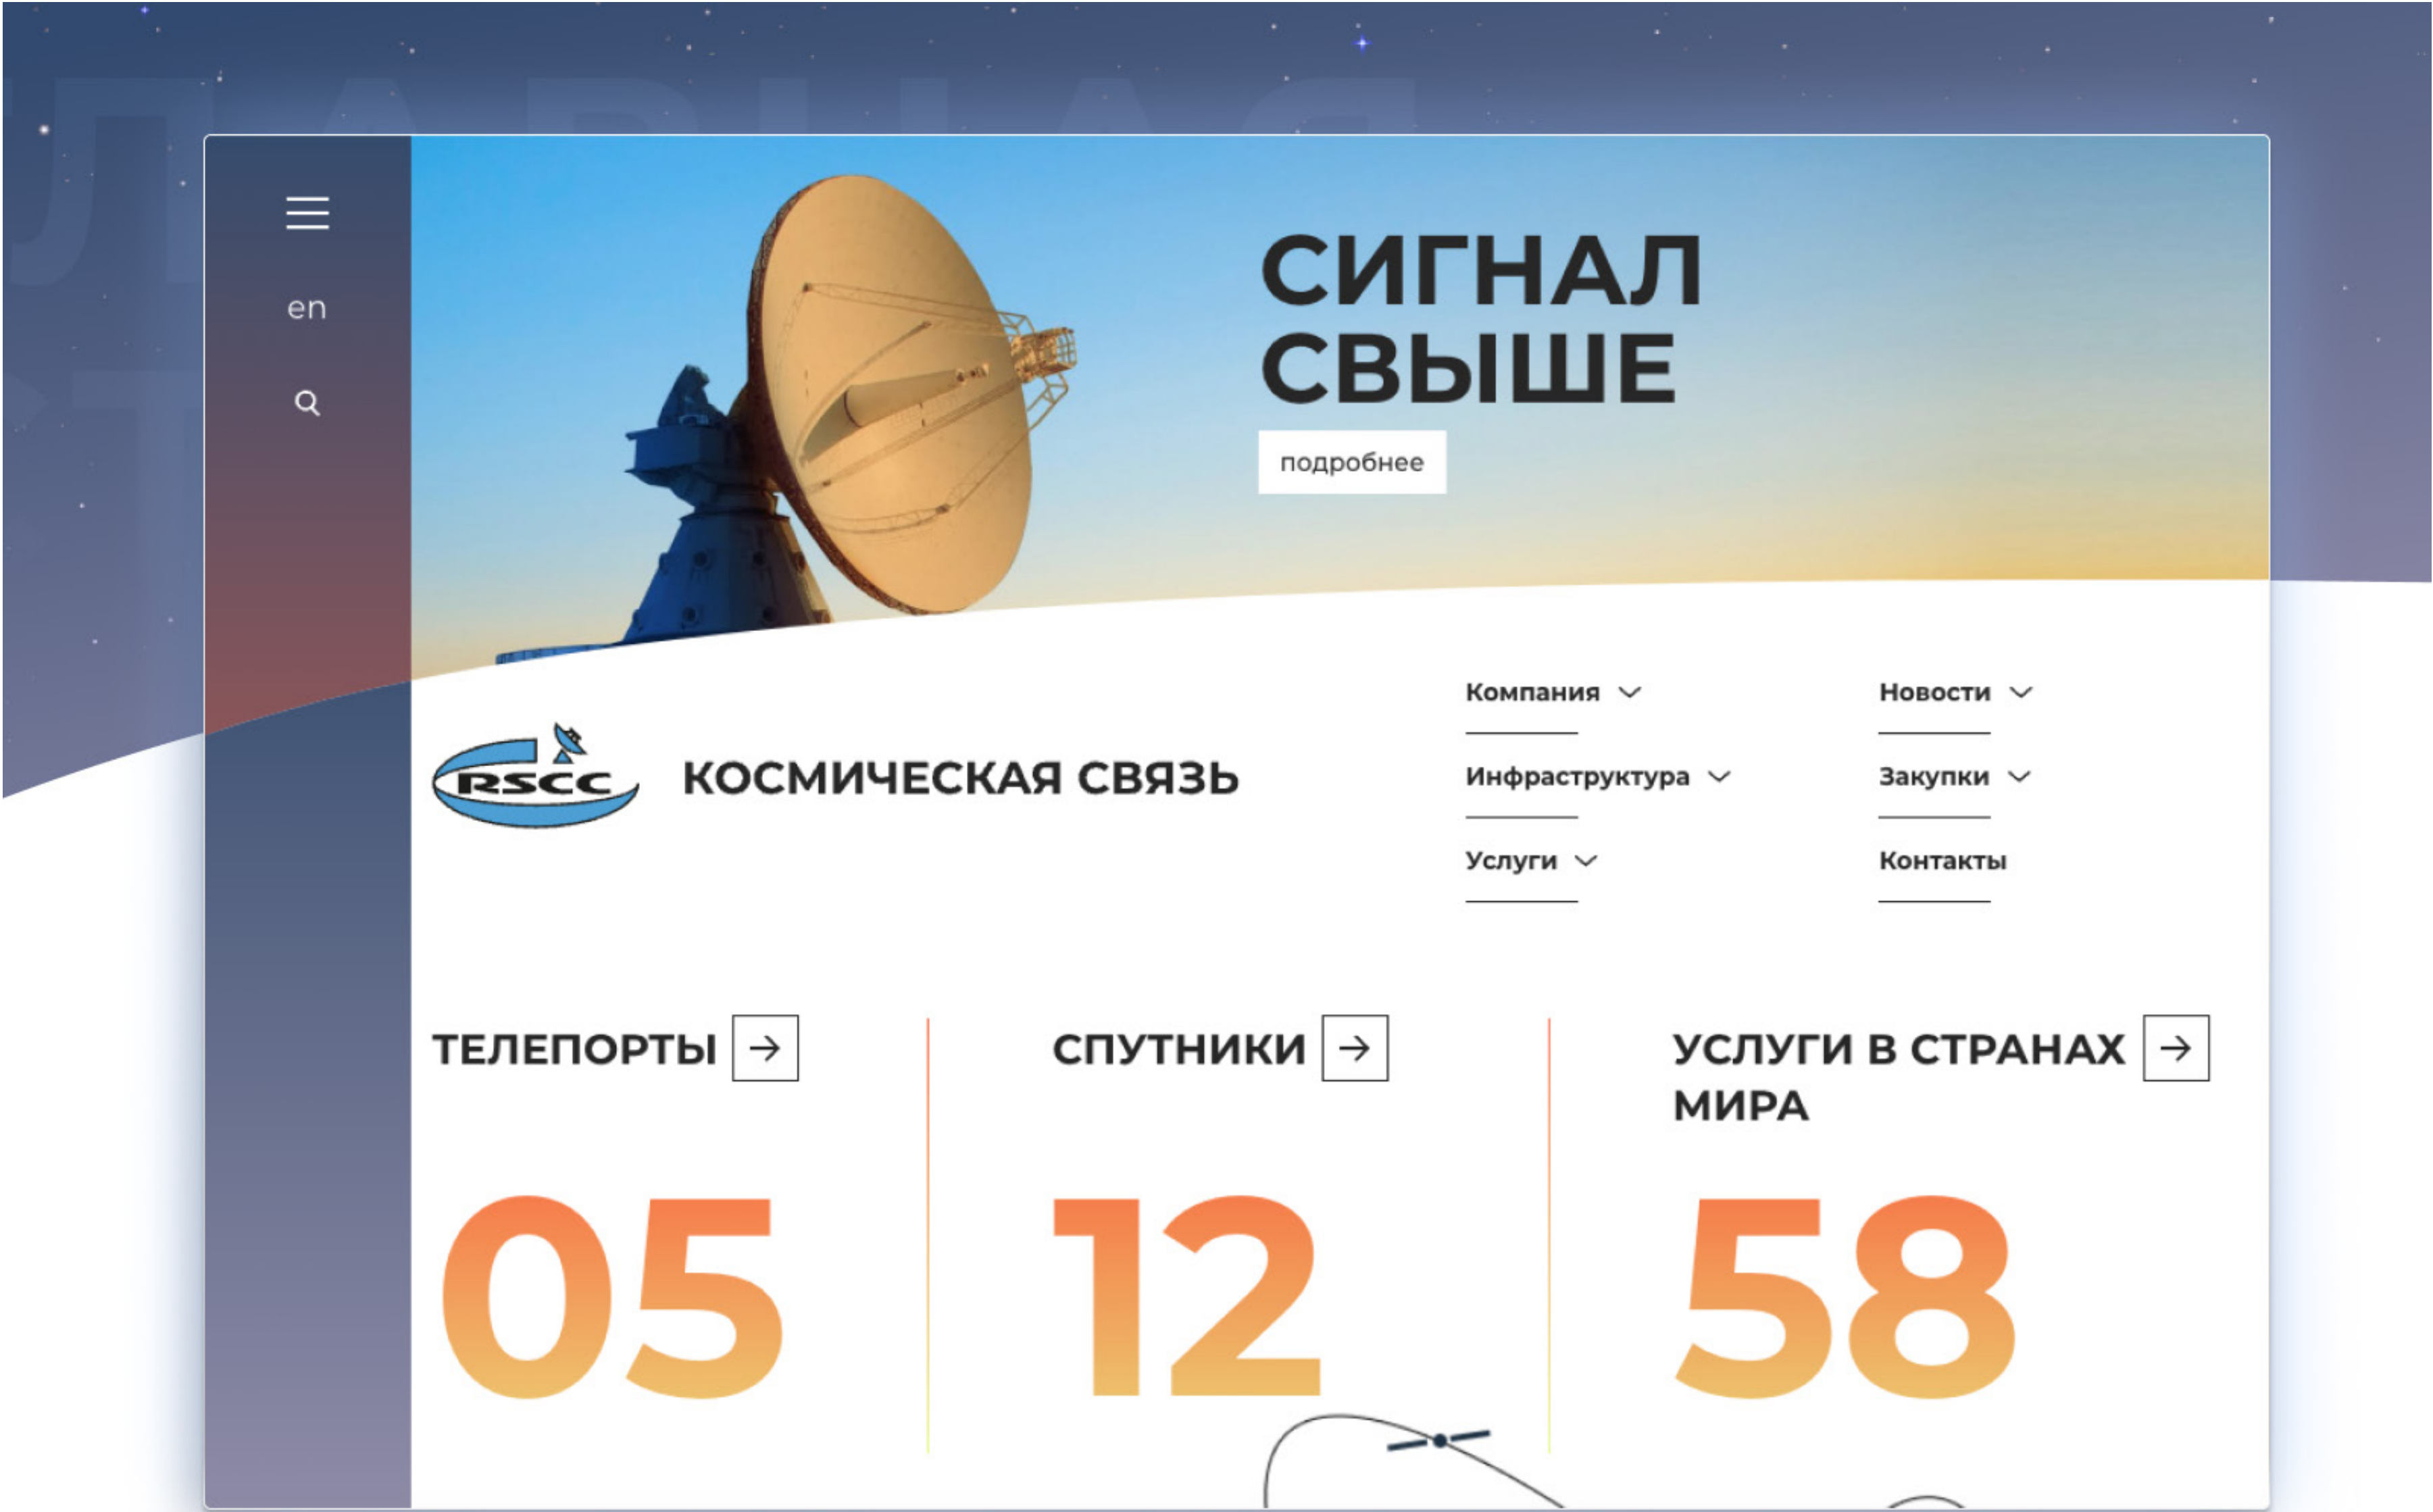 ГЛАВНАЯ
en
СИГНАЛ
СВЫШЕ
подробнее
RSCC
КОСМИЧЕСКАЯ СВЯЗЬ
Компания
Новости
Инфраструктура
Закупки
Услуги
Контакты
ТЕЛЕПОРТЫ
СПУТНИКИ
УСЛУГИ В СТРАНАХ
МИРА
05
12
58